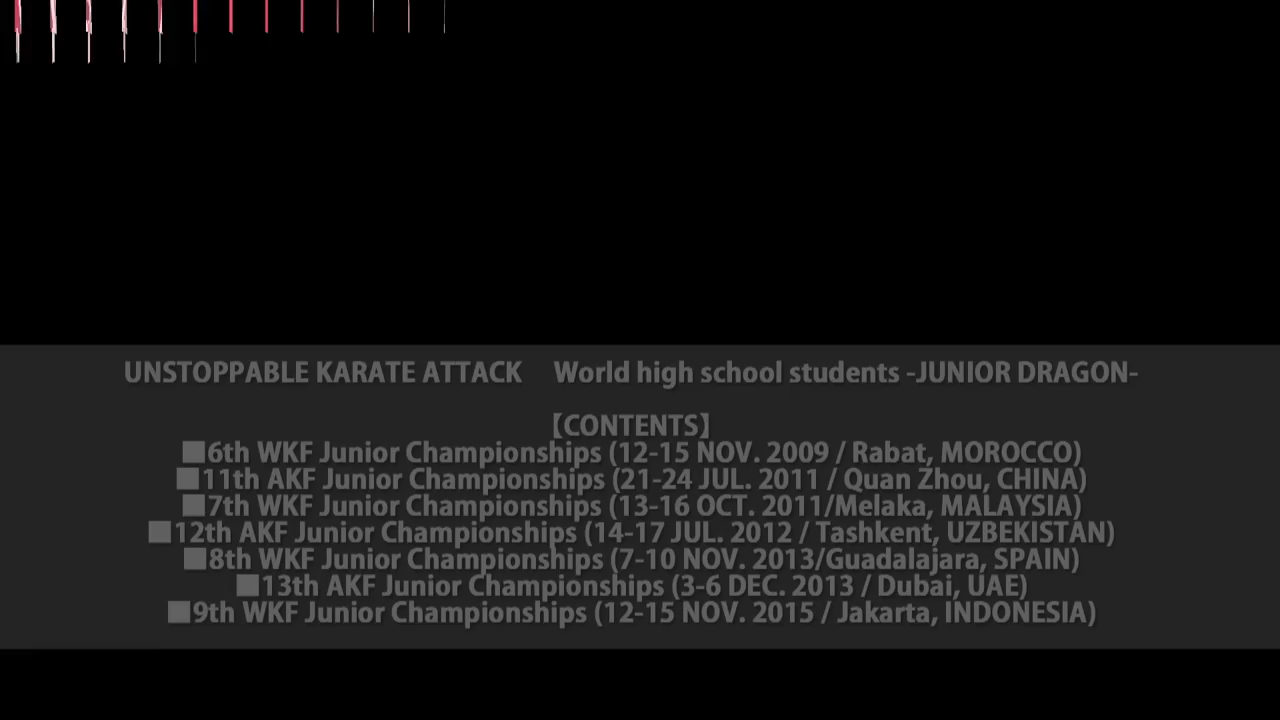 UNSTOPPABLE KARATE ATTACK　World high school students -JUNIOR DRAGON-
【CONTENTS】
■6th WKF Junior Championships (12-15 NOV. 2009 / Rabat, MOROCCO)
■11th AKF Junior Championships (21-24 JUL. 2011 / Quan Zhou, CHINA)
■7th WKF Junior Championships (13-16 OCT. 2011/Melaka, MALAYSIA)
■12th AKF Junior Championships (14-17 JUL. 2012 / Tashkent, UZBEKISTAN)
■8th WKF Junior Championships (7-10 NOV. 2013/Guadalajara, SPAIN)
■13th AKF Junior Championships (3-6 DEC. 2013 / Dubai, UAE)
■9th WKF Junior Championships (12-15 NOV. 2015 / Jakarta, INDONESIA)